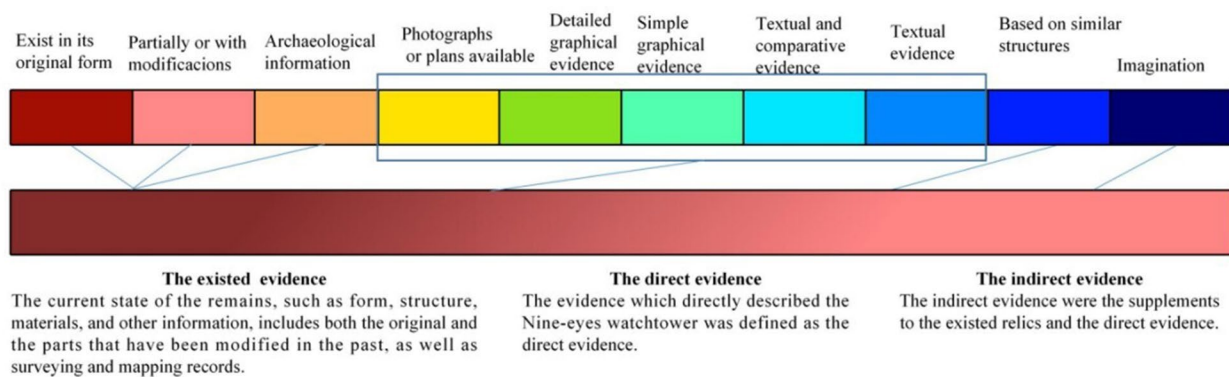 Exist in its
original form
Partially or with
modificacions
Archaeological
information
Photographs
or plans available
Detailed
graphical
evidence
Simple
graphical
evidence
Textual and
comparative
evidence
Textual
evidence
Based on similar
structures
Imagination
The existed evidence
The current state of the remains, such as form, structure,
materials, and other information, includes both the original and
the parts that have been modified in the past, as well as
surveying and mapping records.
The direct evidence
The evidence which directly described the
Nine-eyes watchtower was defined as the
direct evidence.
The indirect evidence
The indirect evidence were the supplements
to the existed relics and the direct evidence.